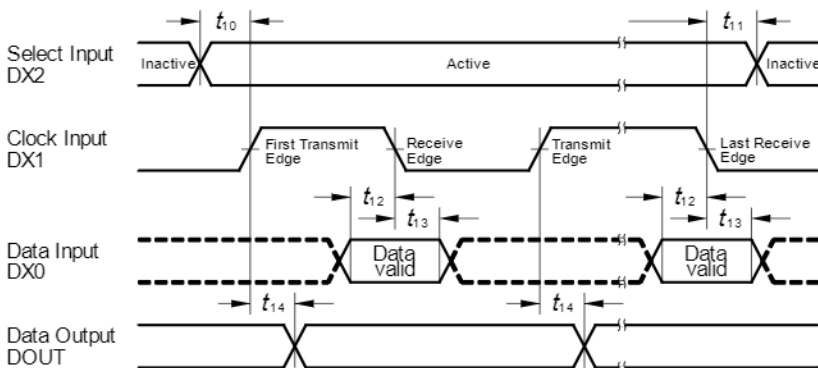 t10
t11
Select Input
DX2
Inactive
Active
Inactive
Clock Input
DX1
First Transmit
Edge
Receive
Edge
Transmit
Edge
Last Receive
Edge
t12
t13
t12
t13
Data Input
DX0
Data
valid
Data
valid
t14
t14
Data Output
DOUT